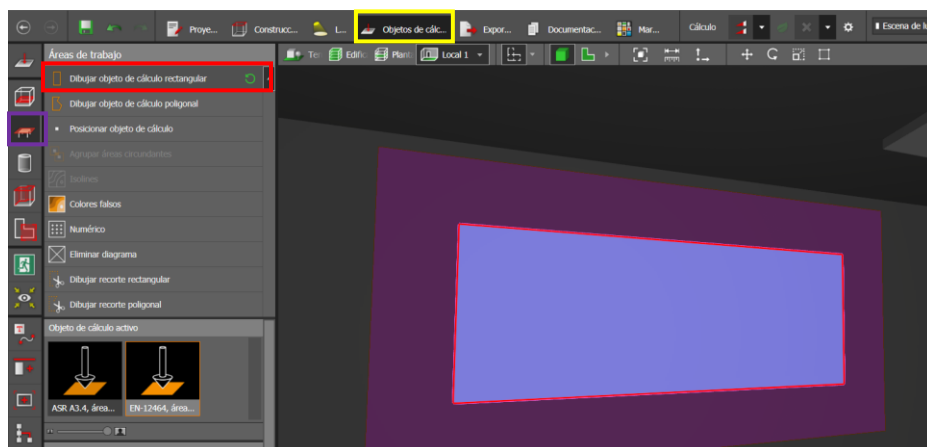 Proye... Construcc... L... Objetos de cálc... Expor... Documentac... Mar... Cálculo Escena de lu
Áreas de trabajo
Te Edific Plant Local 1
Dibujar objeto de cálculo rectangular
Dibujar objeto de cálculo poligonal
Posicionar objeto de cálculo
Agrupar áreas circundantes
Isolines
Colores falsos
Numérico
Eliminar diagrama
Dibujar recorte rectangular
Dibujar recorte poligonal
Objeto de cálculo activo
ASR A3.4, área... EN-12464, área...